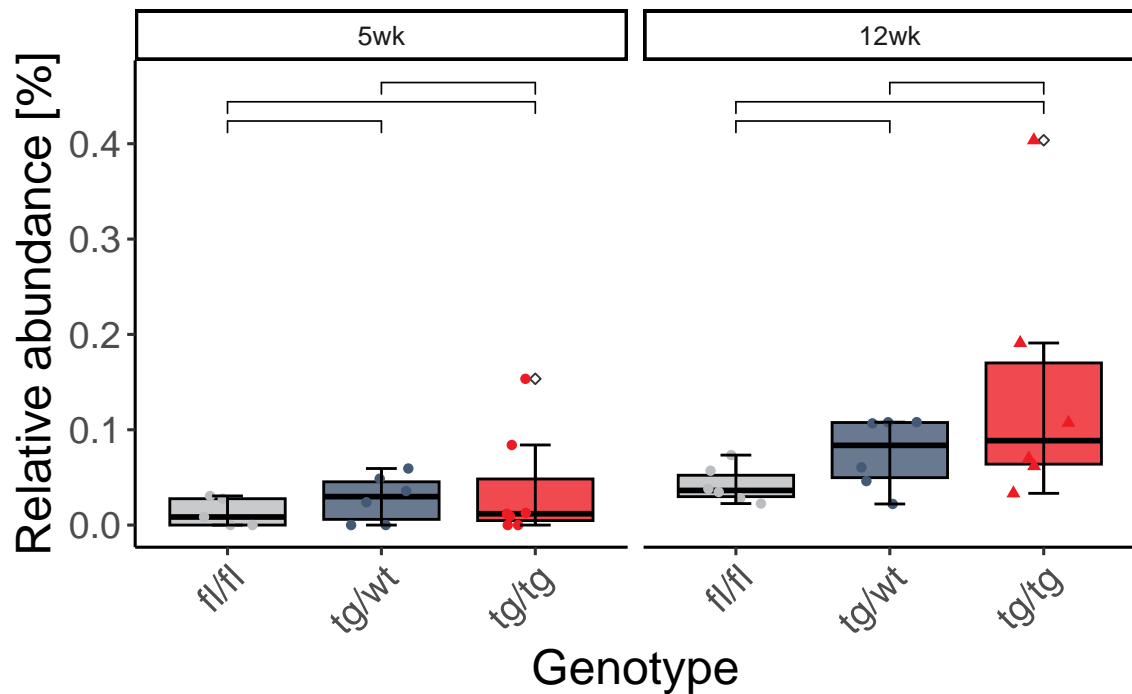 5wk
12wk
Relative abundance [%]
0.4
0.3
0.2
0.1
0.0
fl/fl
tg/wt
tg/tg
fl/fl
tg/wt
tg/tg
Genotype